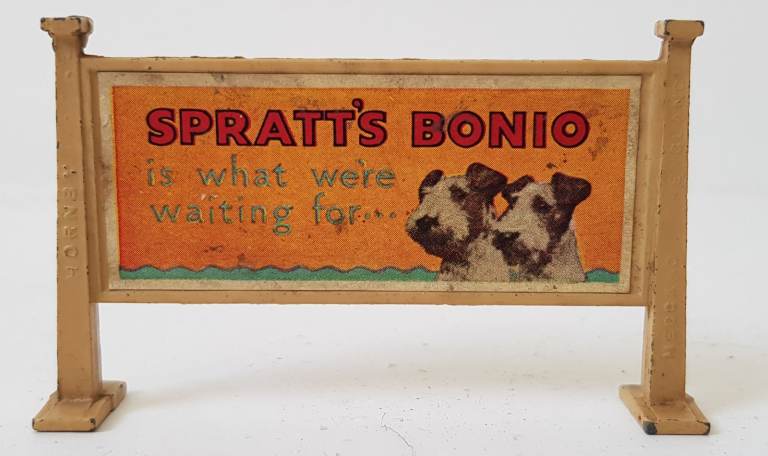 SPRATT'S BONIO
is what we're
waiting for...
HORNBY